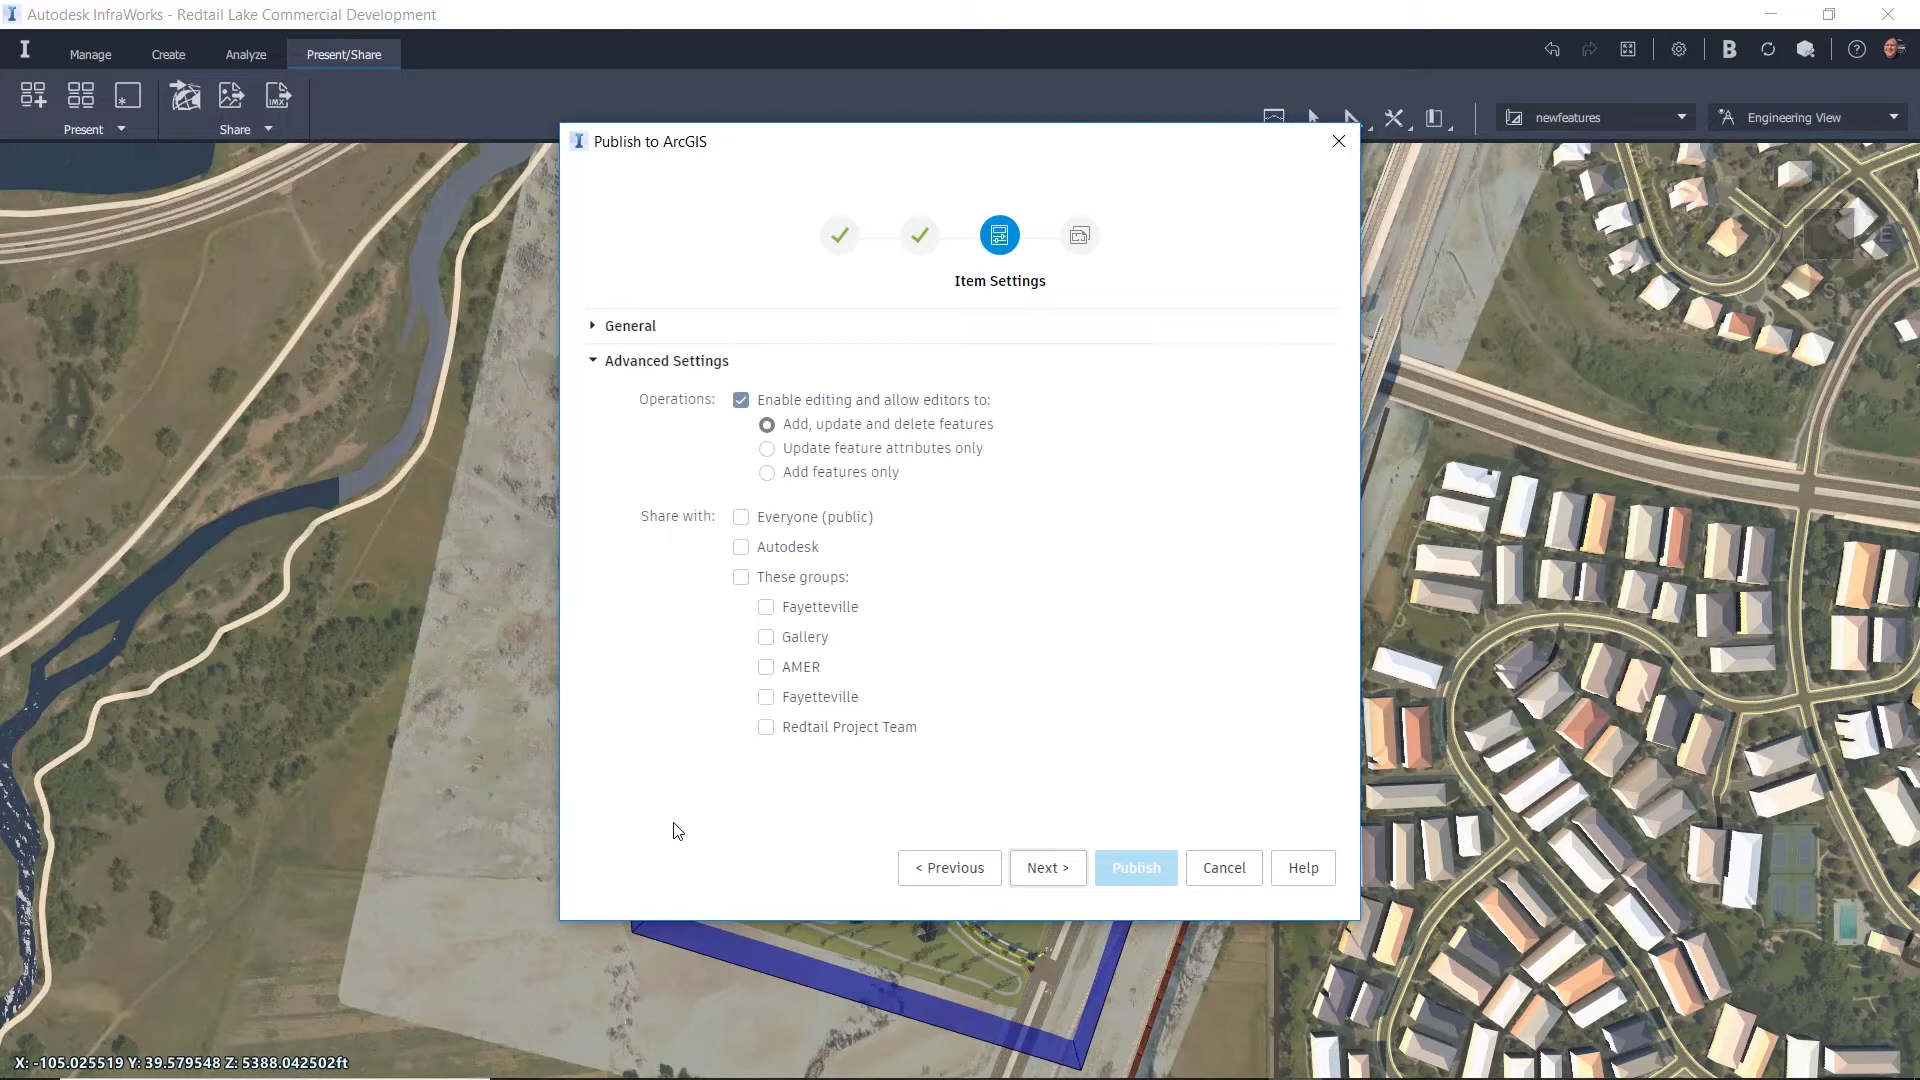 Autodesk InfraWorks - Redtail Lake Commercial Development
Manage
Create
Analyze
Present/Share
Present
Share
IMX
newfeatures
Engineering View
Publish to ArcGIS
Item Settings
General
Advanced Settings
Operations:
Enable editing and allow editors to:
Add, update and delete features
Update feature attributes only
Add features only
Share with:
Everyone (public)
Autodesk
These groups:
Fayetteville
Gallery
AMER
Fayetteville
Redtail Project Team
< Previous
Next >
Publish
Cancel
Help
N
E
S
X: -105.025519 Y: 39.579548 Z: 5388.042502ft